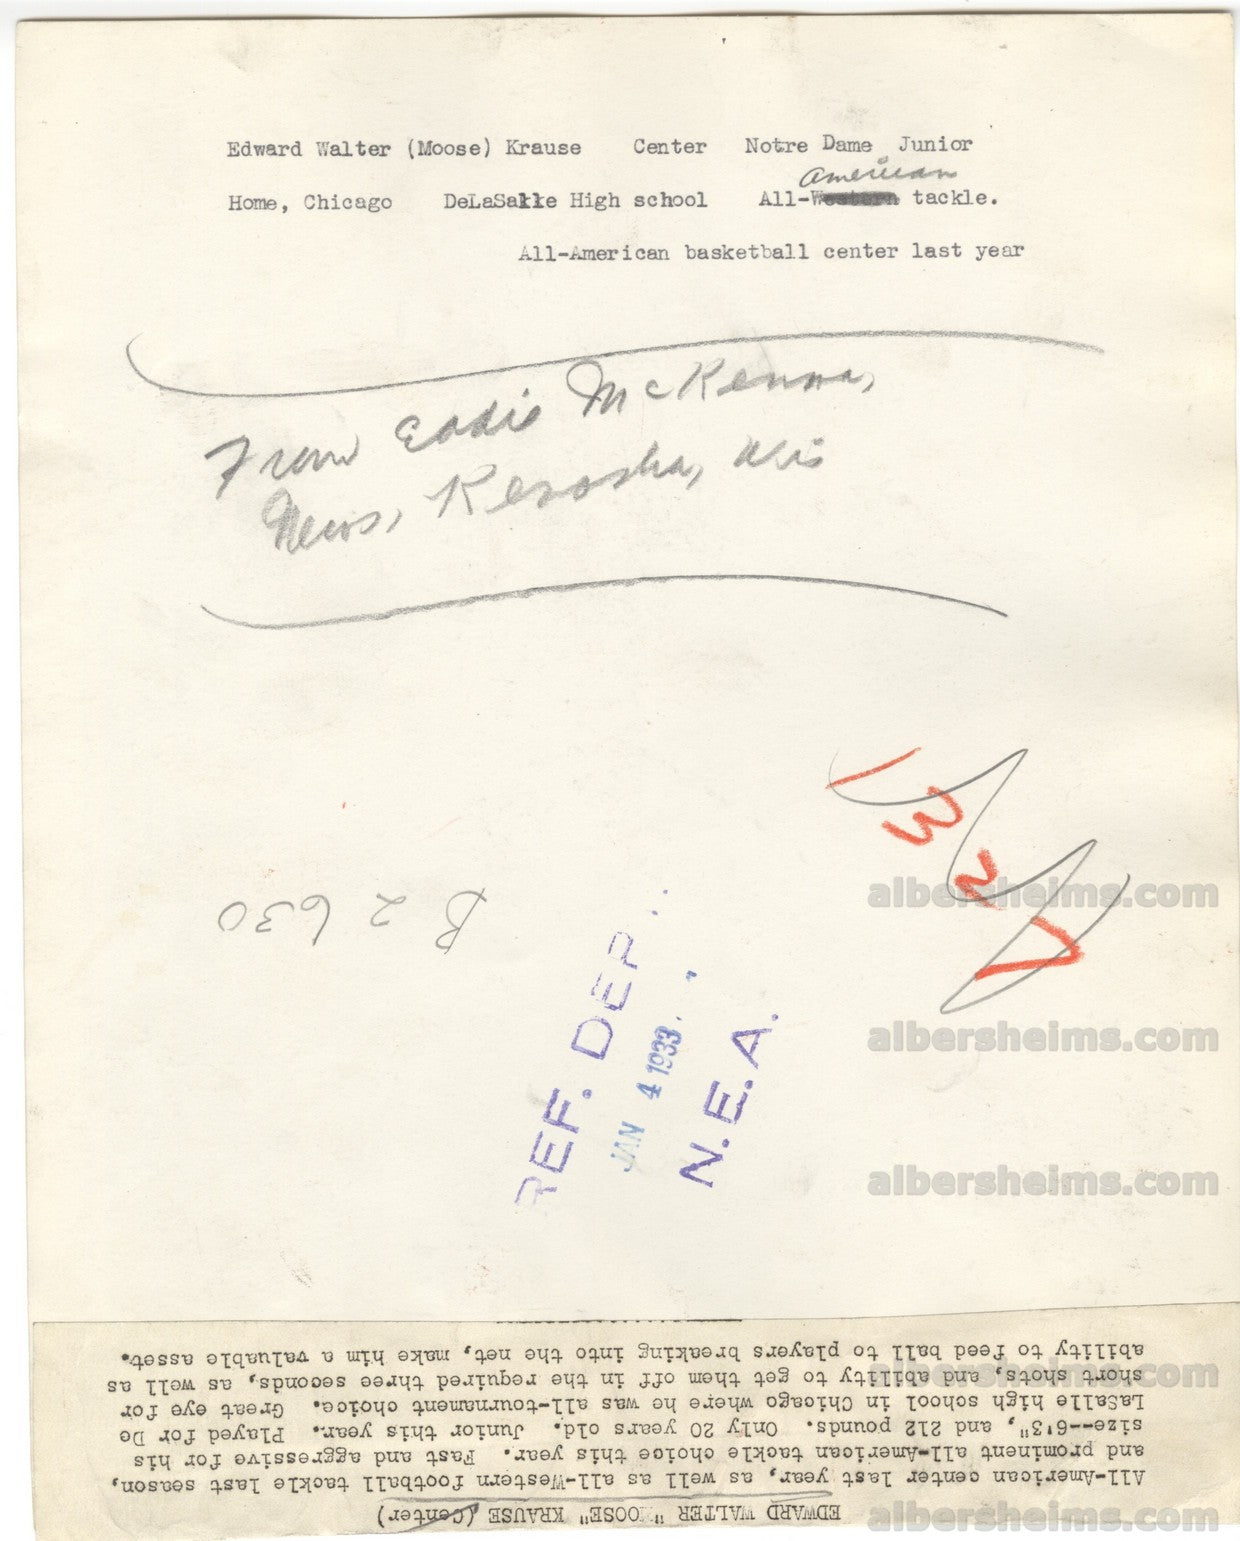 Edward Walter (Moose) Krause Center Notre Dame Junior
American
Home, Chicago DeLaSalle High school All-Western tackle.
All-American basketball center last year
From Eddie McKenna,
News, Kenosha, Wis
1327
B2630
REF. DEP
JAN 4 1933
N.E.A.
albersheims.com
albersheims.com
albersheims.com
albersheims.com
albersheims.com
EDWARD WALTER "OOSE" KRAUSE (Center)
All-American center last year, as well as all-Western football tackle last season,
and prominent all-American tackle choice this year. Fast and aggressive for his
size--6'3", and 212 pounds. Only 20 years old. Junior this year. Played for De
LaSalle high school in Chicago where he was all-tournament choice. Great eye for
short shots, and ability to get them off in the required three seconds, as well as
ability to feed ball to players breaking into the net, make him a valuable asset.